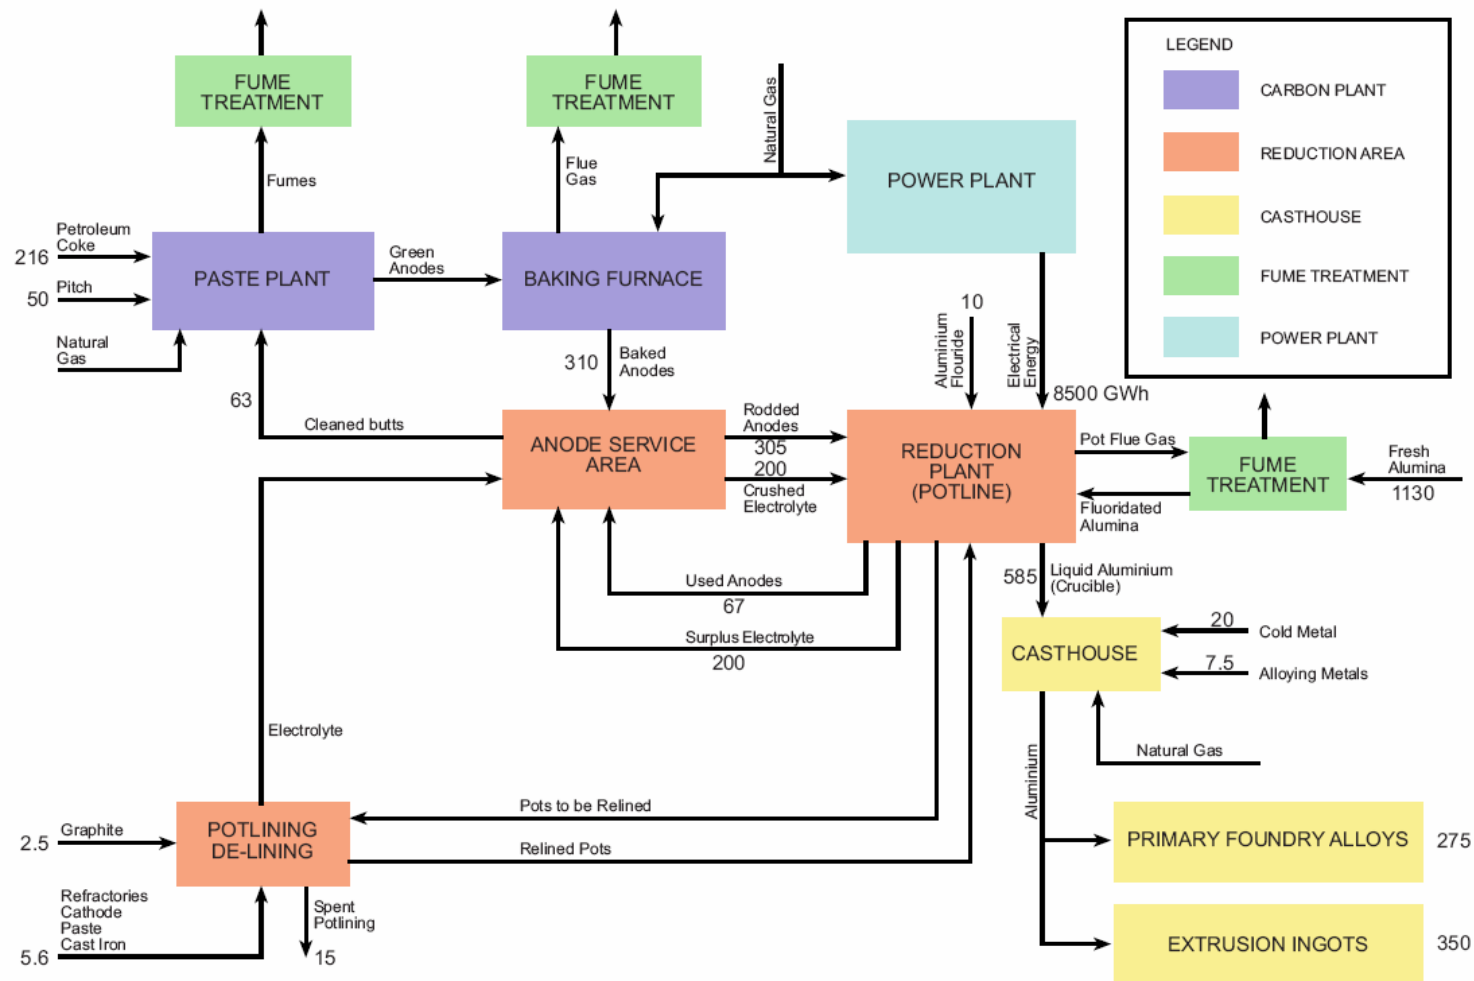 FUME
TREATMENT
FUME
TREATMENT
LEGEND
CARBON PLANT
REDUCTION AREA
CASTHOUSE
FUME TREATMENT
POWER PLANT
Natural Gas
Fumes
Flue
Gas
POWER PLANT
216
Petroleum
Coke
50
Pitch
Natural
Gas
PASTE PLANT
Green
Anodes
BAKING FURNACE
310
Baked
Anodes
10
Aluminium
Flouride
Electrical
Energy
8500 GWh
63
Cleaned butts
ANODE SERVICE
AREA
Rodded
Anodes
305
200
Crushed
Electrolyte
REDUCTION
PLANT
(POTLINE)
Pot Flue Gas
Fluoridated
Alumina
FUME
TREATMENT
Fresh
Alumina
1130
Used Anodes
67
Surplus Electrolyte
200
585
Liquid Aluminium
(Crucible)
CASTHOUSE
20
Cold Metal
7.5
Alloying Metals
Natural Gas
Aluminium
Electrolyte
2.5
Graphite
POTLINING
DE-LINING
Pots to be Relined
Relined Pots
Refractories
Cathode
Paste
Cast Iron
5.6
Spent
Potlining
15
PRIMARY FOUNDRY ALLOYS
275
EXTRUSION INGOTS
350